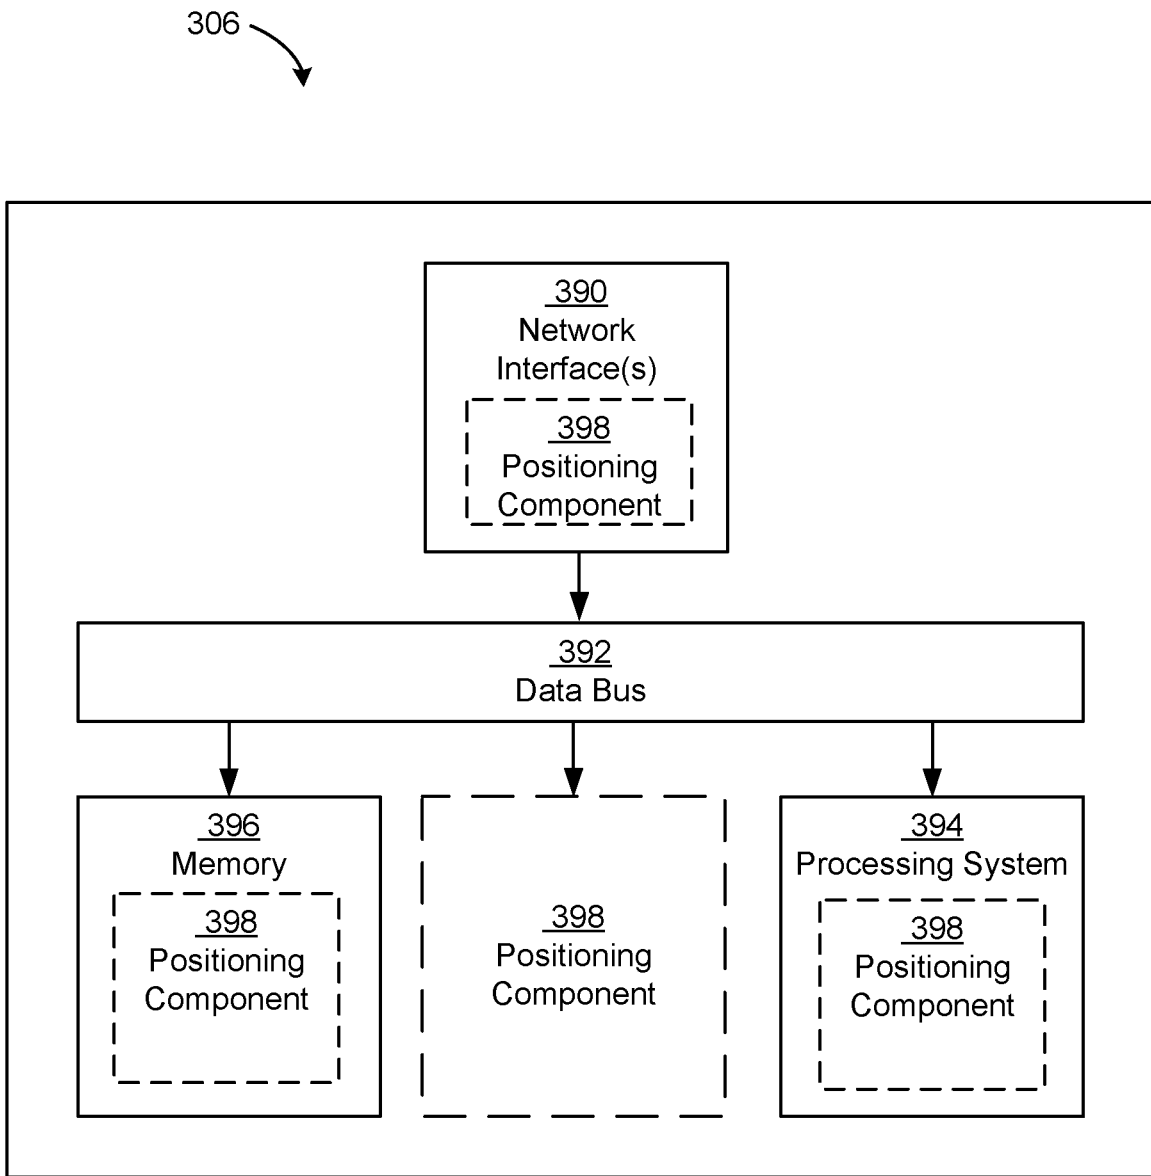 306
390
Network
Interface(s)
398
Positioning
Component
392
Data Bus
396
Memory
398
Positioning
Component
398
Positioning
Component
394
Processing System
398
Positioning
Component